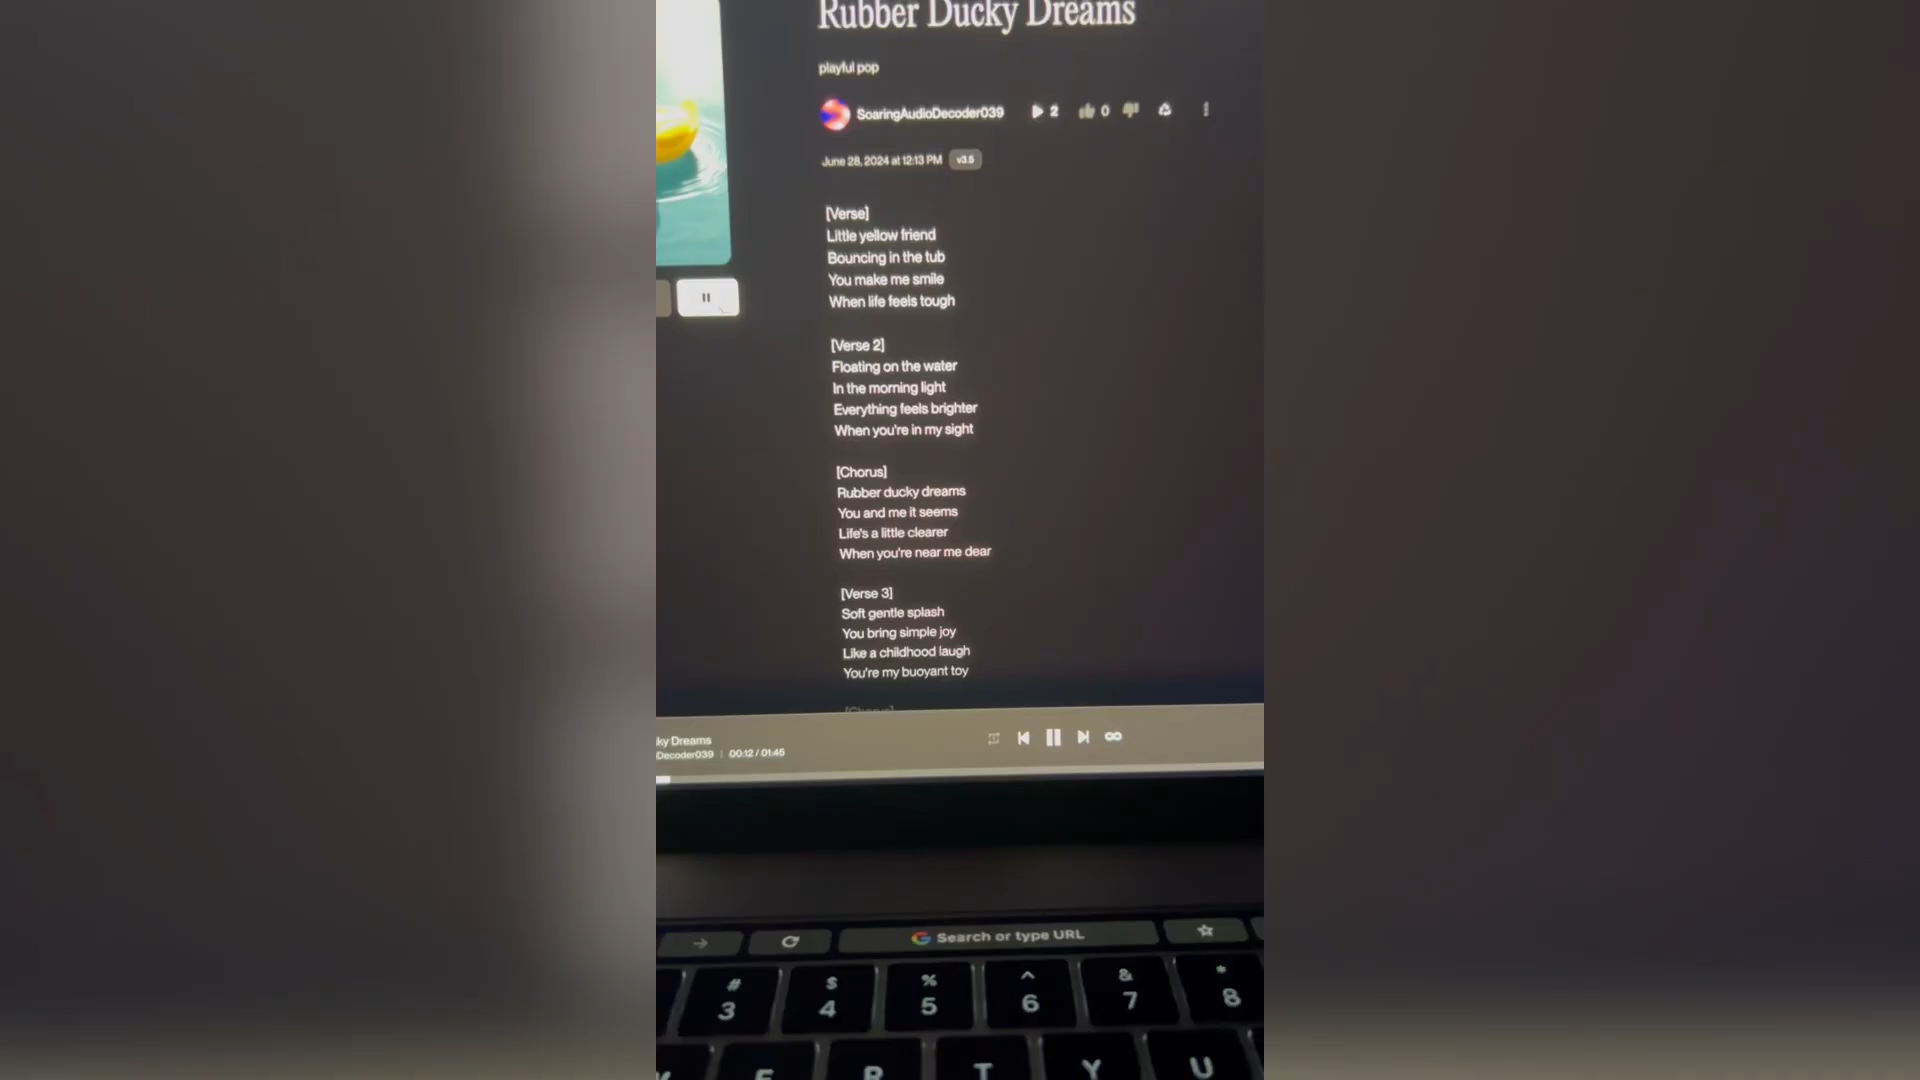 Rubber Ducky Dreams
playful pop
SoaringAudioDecoder039 2 0
June 28, 2024 at 12:13 PM v3.5
[Verse]
Little yellow friend
Bouncing in the tub
You make me smile
When life feels tough
[Verse 2]
Floating on the water
In the morning light
Everything feels brighter
When you're in my sight
[Chorus]
Rubber ducky dreams
You and me it seems
Life's a little clearer
When you're near me dear
[Verse 3]
Soft gentle splash
You bring simple joy
Like a childhood laugh
You're my buoyant toy
[Chorus]
ky Dreams
Decoder039 | 00:12 / 01:45
Search or type URL
# $ % ^ & *
3 4 5 6 7 8
R T Y U